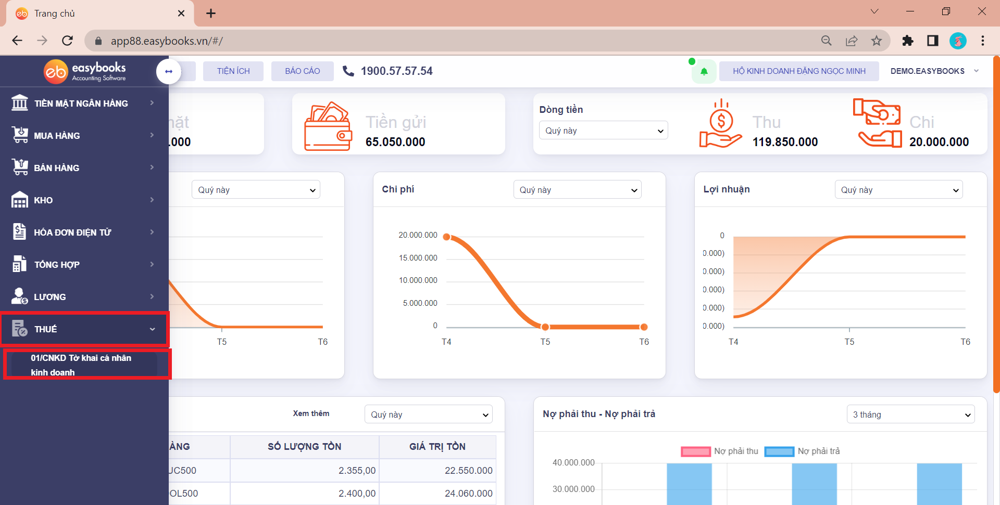 Trang chủ
app88.easybooks.vn/#/
eb easybooks
Accounting Software
TIỆN ÍCH
BÁO CÁO
1900.57.57.54
HỘ KINH DOANH ĐẶNG NGỌC MINH
DEMO.EASYBOOKS
TIỀN MẶT NGÂN HÀNG
MUA HÀNG
BÁN HÀNG
KHO
HÓA ĐƠN ĐIỆN TỬ
TỔNG HỢP
LƯƠNG
THUẾ
01/CNKD Tờ khai cá nhân
kinh doanh
.000
Tiền gửi
65.050.000
Dòng tiền
Quý này
Thu
119.850.000
Chi
20.000.000
Quý này
T5
T6
Chi phí
Quý này
20.000.000
15.000.000
10.000.000
5.000.000
0
T4
T5
T6
Lợi nhuận
Quý này
0
0.000)
0.000)
0.000)
0.000)
0.000)
T4
T5
T6
Xem thêm
Quý này
ÀNG
SỐ LƯỢNG TỒN
GIÁ TRỊ TỒN
UC500
2.355,00
22.550.000
OL500
2.400,00
24.060.000
Nợ phải thu - Nợ phải trả
3 tháng
Nợ phải thu
Nợ phải trả
40.000.000
30.000.000